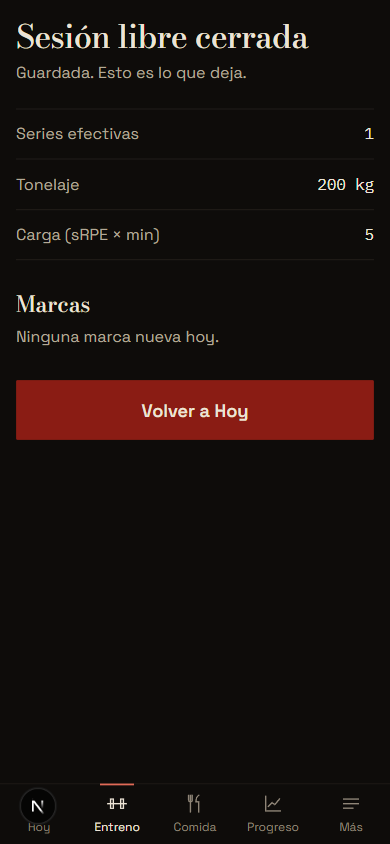 Sesión libre cerrada
Guardada. Esto es lo que deja.
Series efectivas 1
Tonelaje 200 kg
Carga (sRPE × min) 5
Marcas
Ninguna marca nueva hoy.
Volver a Hoy
N
Hoy Entreno Comida Progreso Más